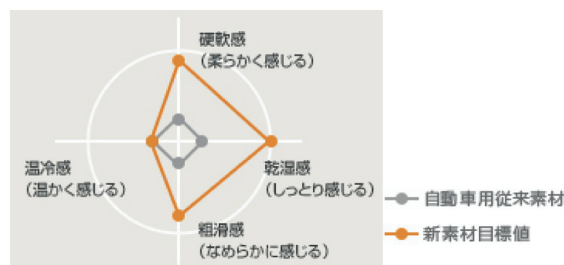 硬軟感
(柔らかく感じる)
温冷感
(温かく感じる)
乾湿感
(しっとり感じる)
粗滑感
(なめらかに感じる)
自動車用従来素材
新素材目標値